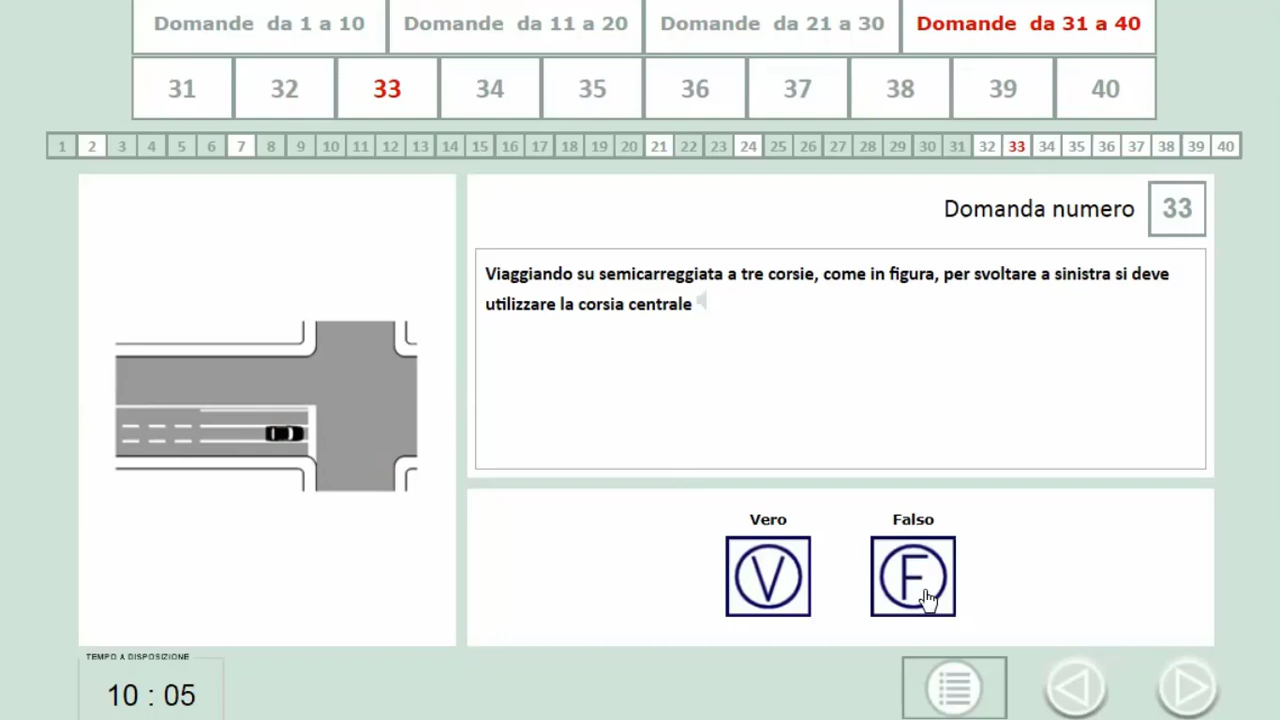 Domande da 1 a 10 Domande da 11 a 20 Domande da 21 a 30 Domande da 31 a 40
31 32 33 34 35 36 37 38 39 40
1 2 3 4 5 6 7 8 9 10 11 12 13 14 15 16 17 18 19 20 21 22 23 24 25 26 27 28 29 30 31 32 33 34 35 36 37 38 39 40
Domanda numero 33
Viaggiando su semicarreggiata a tre corsie, come in figura, per svoltare a sinistra si deve
utilizzare la corsia centrale
Vero Falso
V F
TEMPO A DISPOSIZIONE
10 : 05